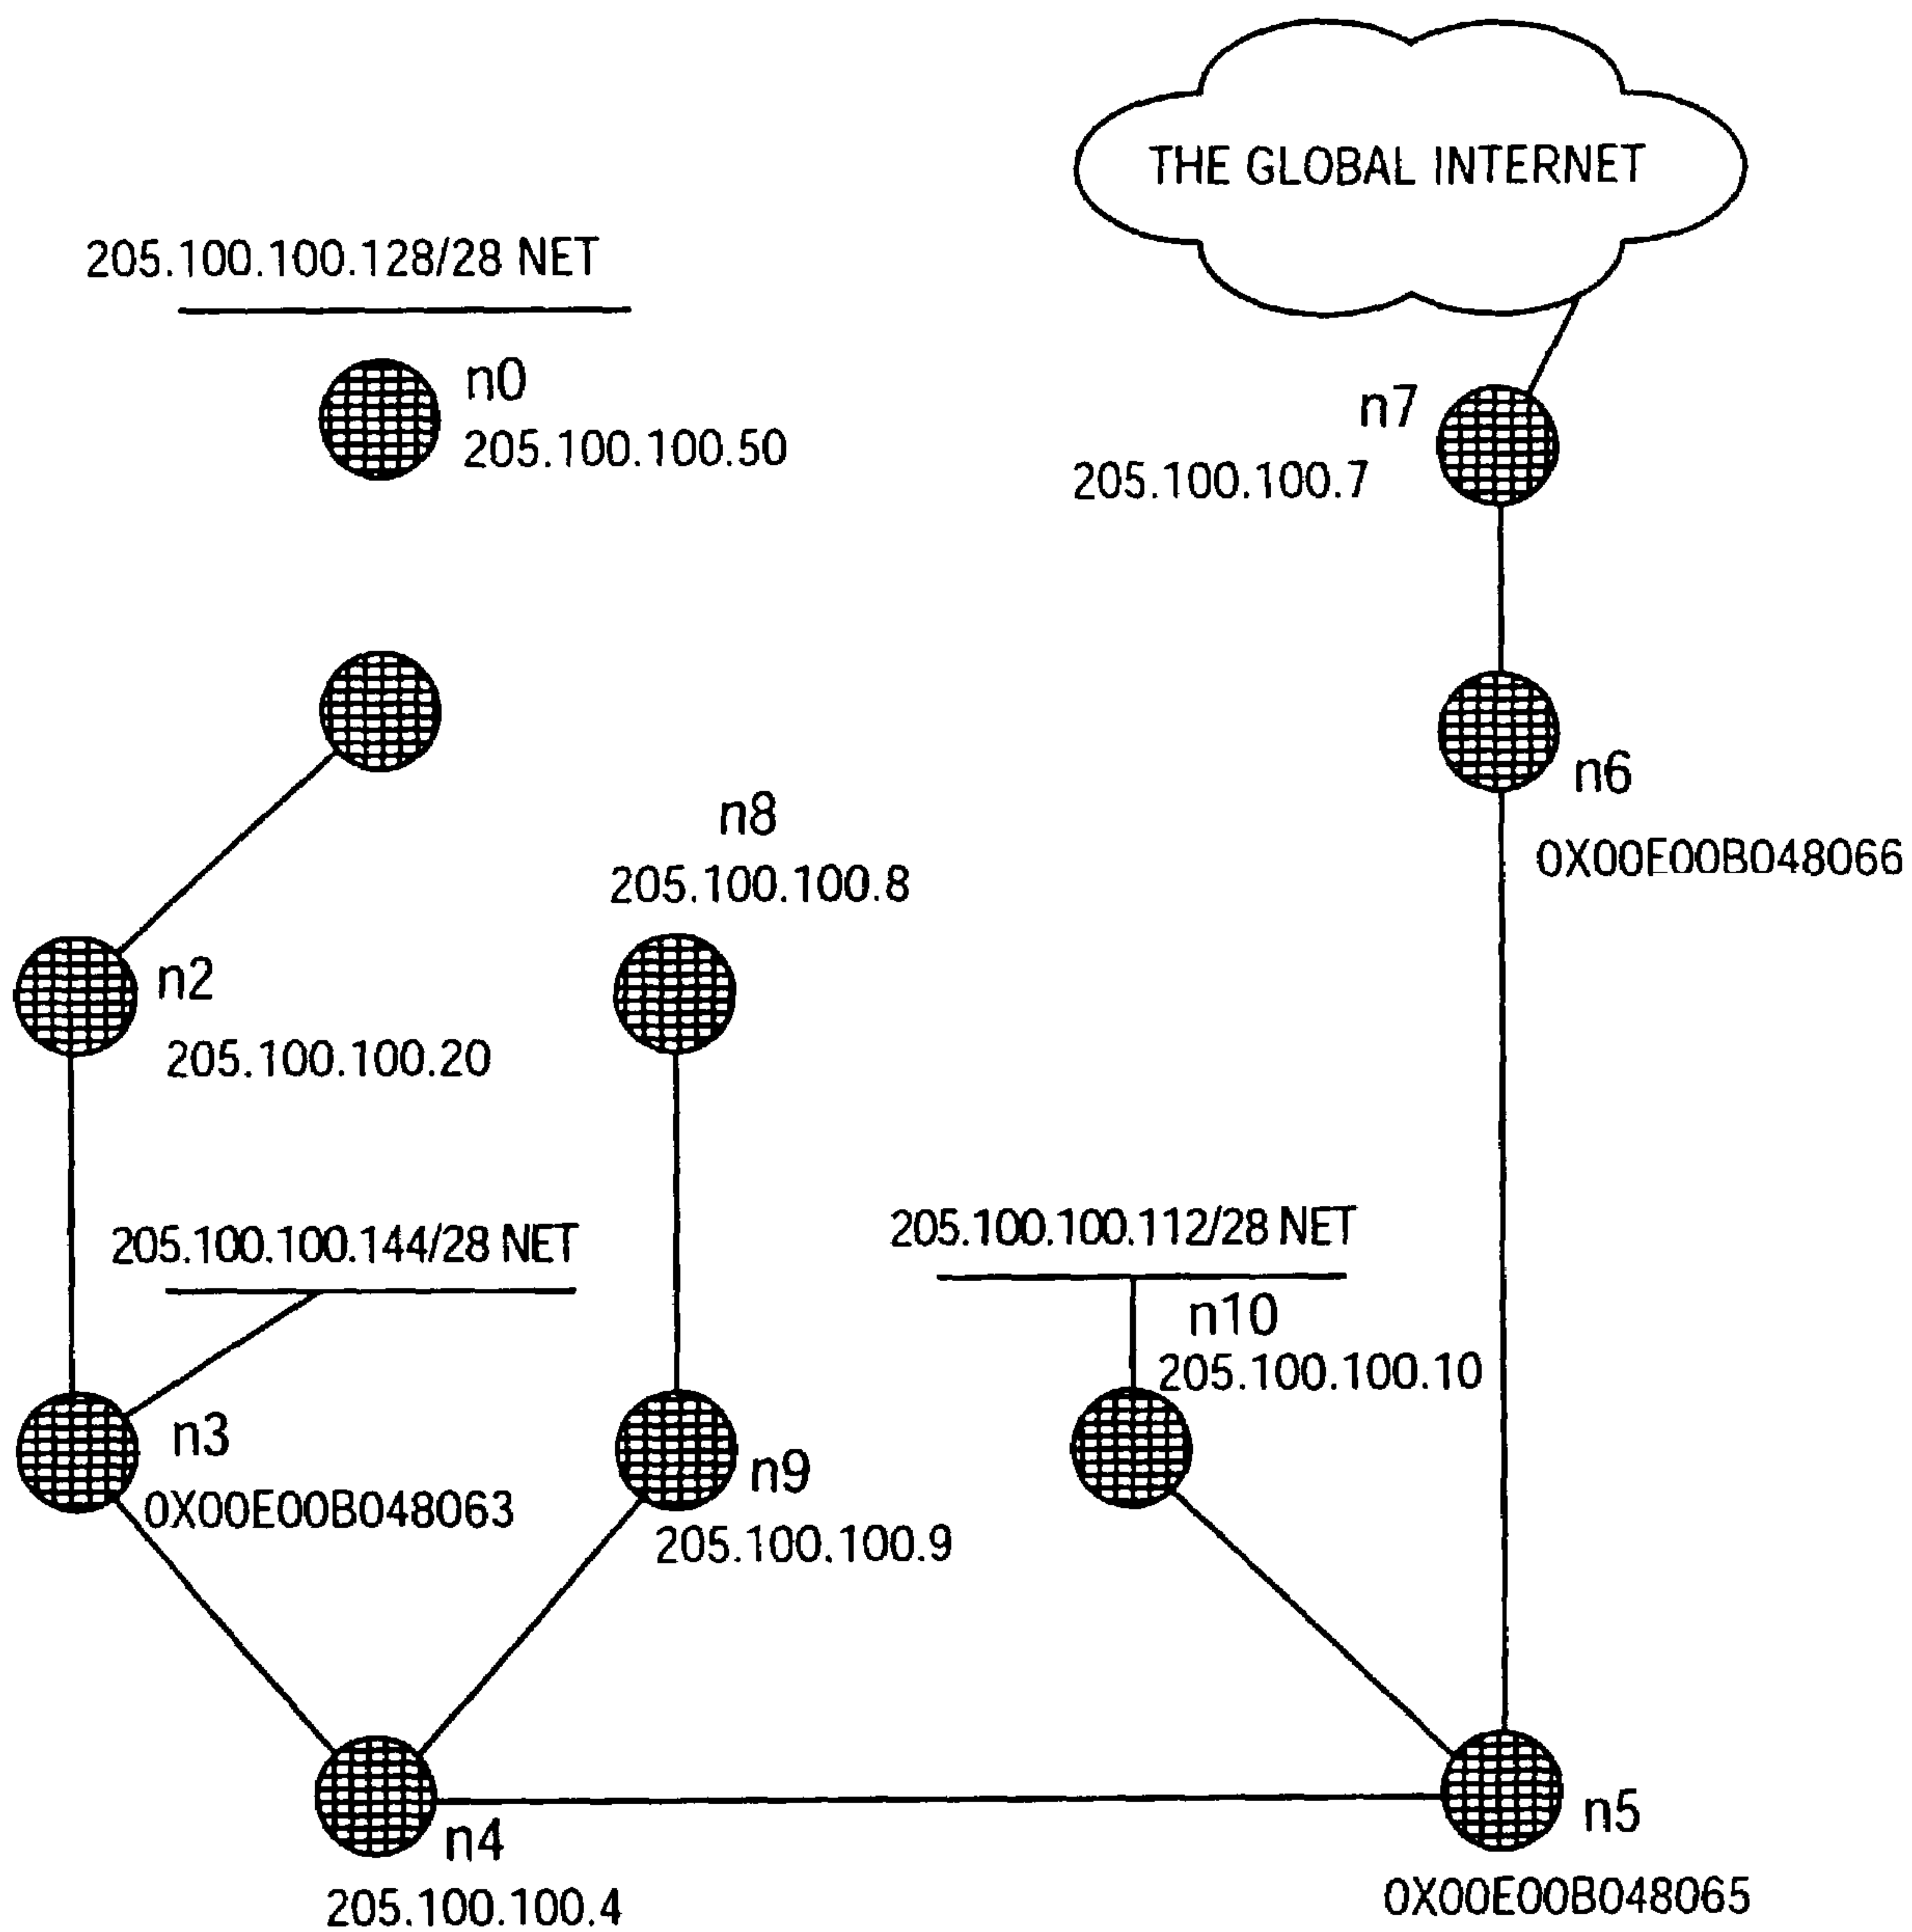 THE GLOBAL INTERNET
205.100.100.128/28 NET
n0
205.100.100.50
n7
205.100.100.7
n6
0X00E00B048066
n8
205.100.100.8
n2
205.100.100.20
205.100.100.144/28 NET
205.100.100.112/28 NET
n10
205.100.100.10
n3
0X00E00B048063
n9
205.100.100.9
n4
205.100.100.4
n5
0X00E00B048065